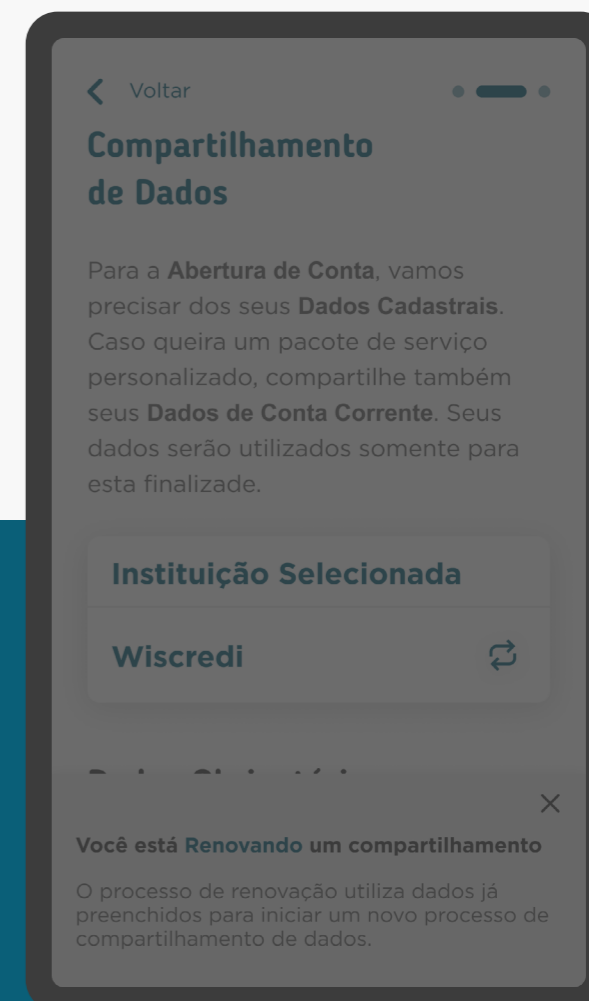 Voltar
Compartilhamento
de Dados
Para a Abertura de Conta, vamos
precisar dos seus Dados Cadastrais.
Caso queira um pacote de serviço
personalizado, compartilhe também
seus Dados de Conta Corrente. Seus
dados serão utilizados somente para
esta finalizade.
Instituição Selecionada
Wiscredi
Você está Renovando um compartilhamento
O processo de renovação utiliza dados já
preenchidos para iniciar um novo processo de
compartilhamento de dados.